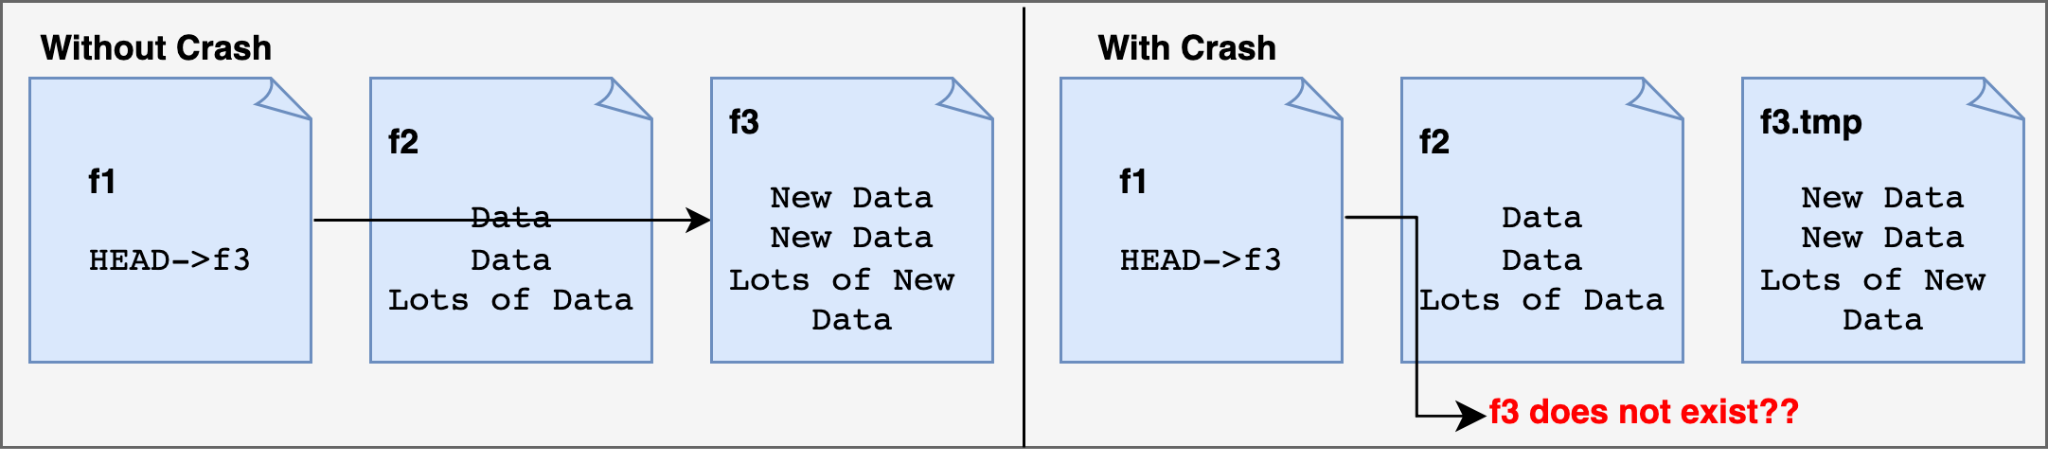 Without Crash
f1
HEAD->f3
f2
Data
Data
Lots of Data
f3
New Data
New Data
Lots of New
Data
With Crash
f1
HEAD->f3
f2
Data
Data
Lots of Data
f3.tmp
New Data
New Data
Lots of New
Data
f3 does not exist??